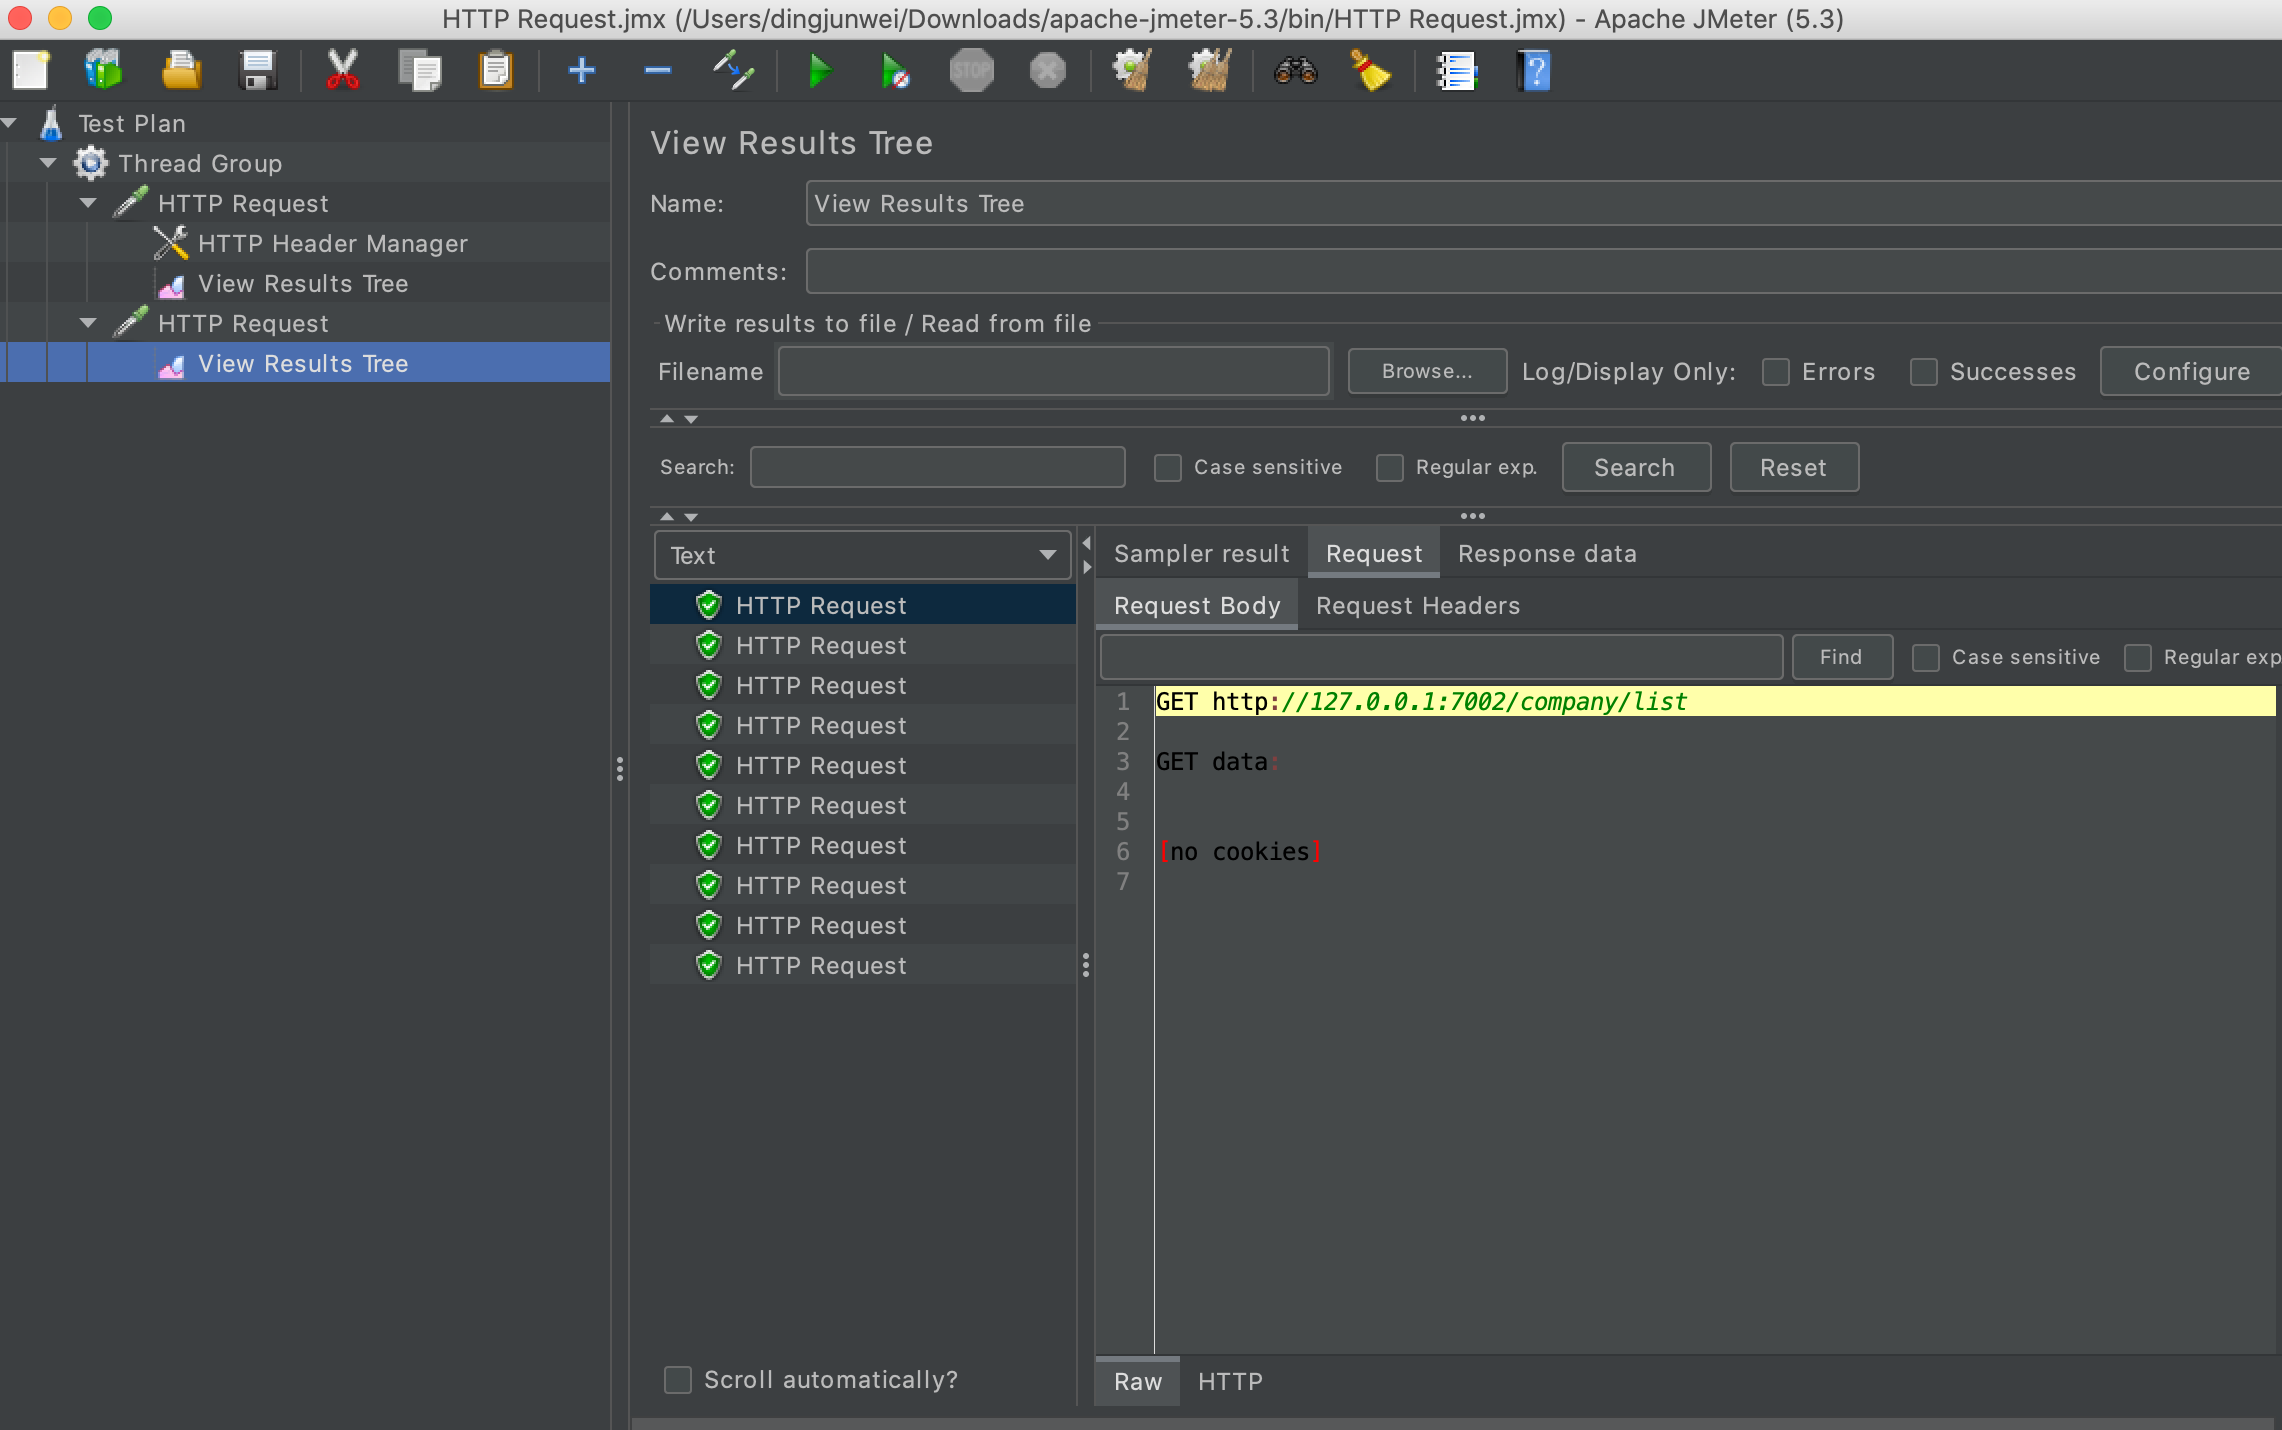 HTTP Request.jmx (/Users/dingjunwei/Downloads/apache-jmeter-5.3/bin/HTTP Request.jmx) - Apache JMeter (5.3)
STOP
Test Plan
Thread Group
HTTP Request
HTTP Header Manager
View Results Tree
HTTP Request
View Results Tree
View Results Tree
Name: View Results Tree
Comments:
Write results to file / Read from file
Filename Browse... Log/Display Only: Errors Successes Configure
Search: Case sensitive Regular exp. Search Reset
Text
HTTP Request
HTTP Request
HTTP Request
HTTP Request
HTTP Request
HTTP Request
HTTP Request
HTTP Request
HTTP Request
HTTP Request
Scroll automatically?
Sampler result Request Response data
Request Body Request Headers
Find Case sensitive Regular exp
1 GET http://127.0.0.1:7002/company/list
2
3 GET data:
4
5
6 [no cookies]
7
Raw HTTP